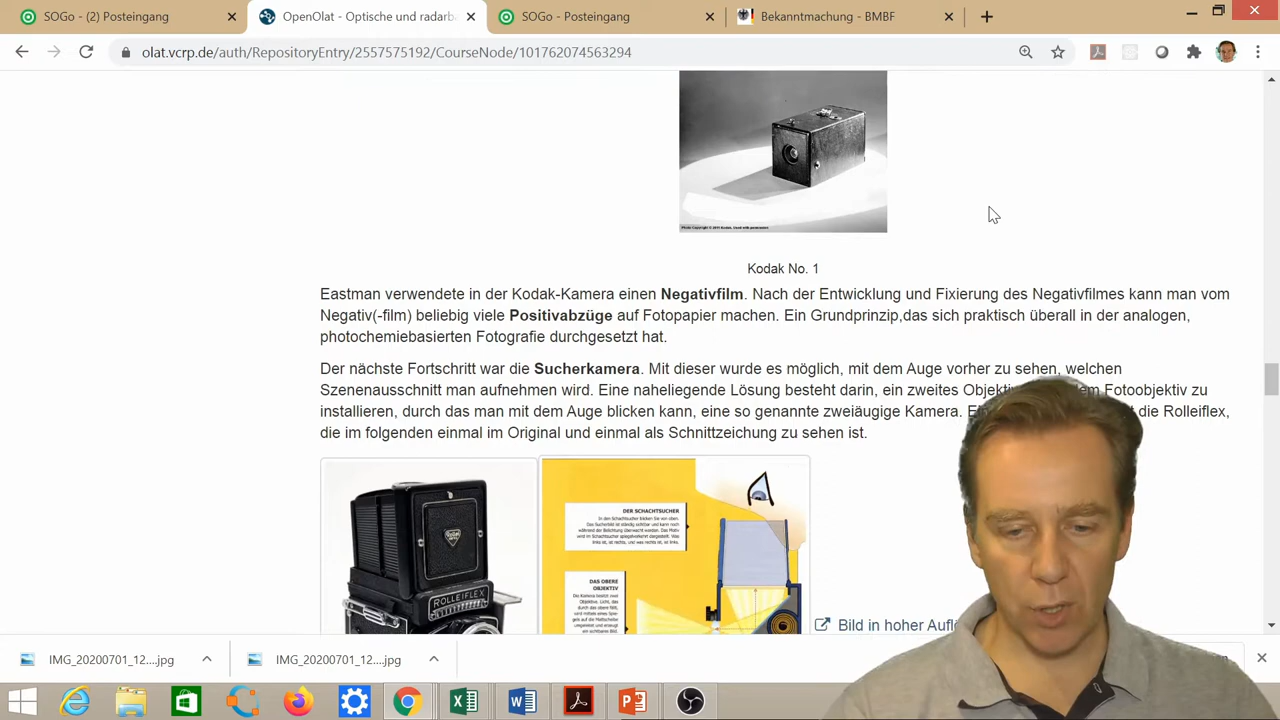 SOGo - (2) Posteingang
OpenOlat - Optische und radarba
SOGo - Posteingang
Bekanntmachung - BMBF
olat.vcrp.de/auth/RepositoryEntry/2557575192/CourseNode/101762074563294
Kodak No. 1
Eastman verwendete in der Kodak-Kamera einen Negativfilm. Nach der Entwicklung und Fixierung des Negativfilmes kann man vom
Negativ(-film) beliebig viele Positivabzüge auf Fotopapier machen. Ein Grundprinzip,das sich praktisch überall in der analogen,
photochemiebasierten Fotografie durchgesetzt hat.
Der nächste Fortschritt war die Sucherkamera. Mit dieser wurde es möglich, mit dem Auge vorher zu sehen, welchen
Szenenausschnitt man aufnehmen wird. Eine naheliegende Lösung besteht darin, ein zweites Objektiv Fotoobjektiv zu
installieren, durch das man mit dem Auge blicken kann, eine so genannte zweiäugige Kamera. die Rolleiflex,
die im folgenden einmal im Original und einmal als Schnittzeichung zu sehen ist.
DER SCHACHTSUCHER
ROLLEIFLEX
DAS OBERE
OBJEKTIV
Bild in hoher Aufl
IMG_20200701_12....jpg
IMG_20200701_12....jpg